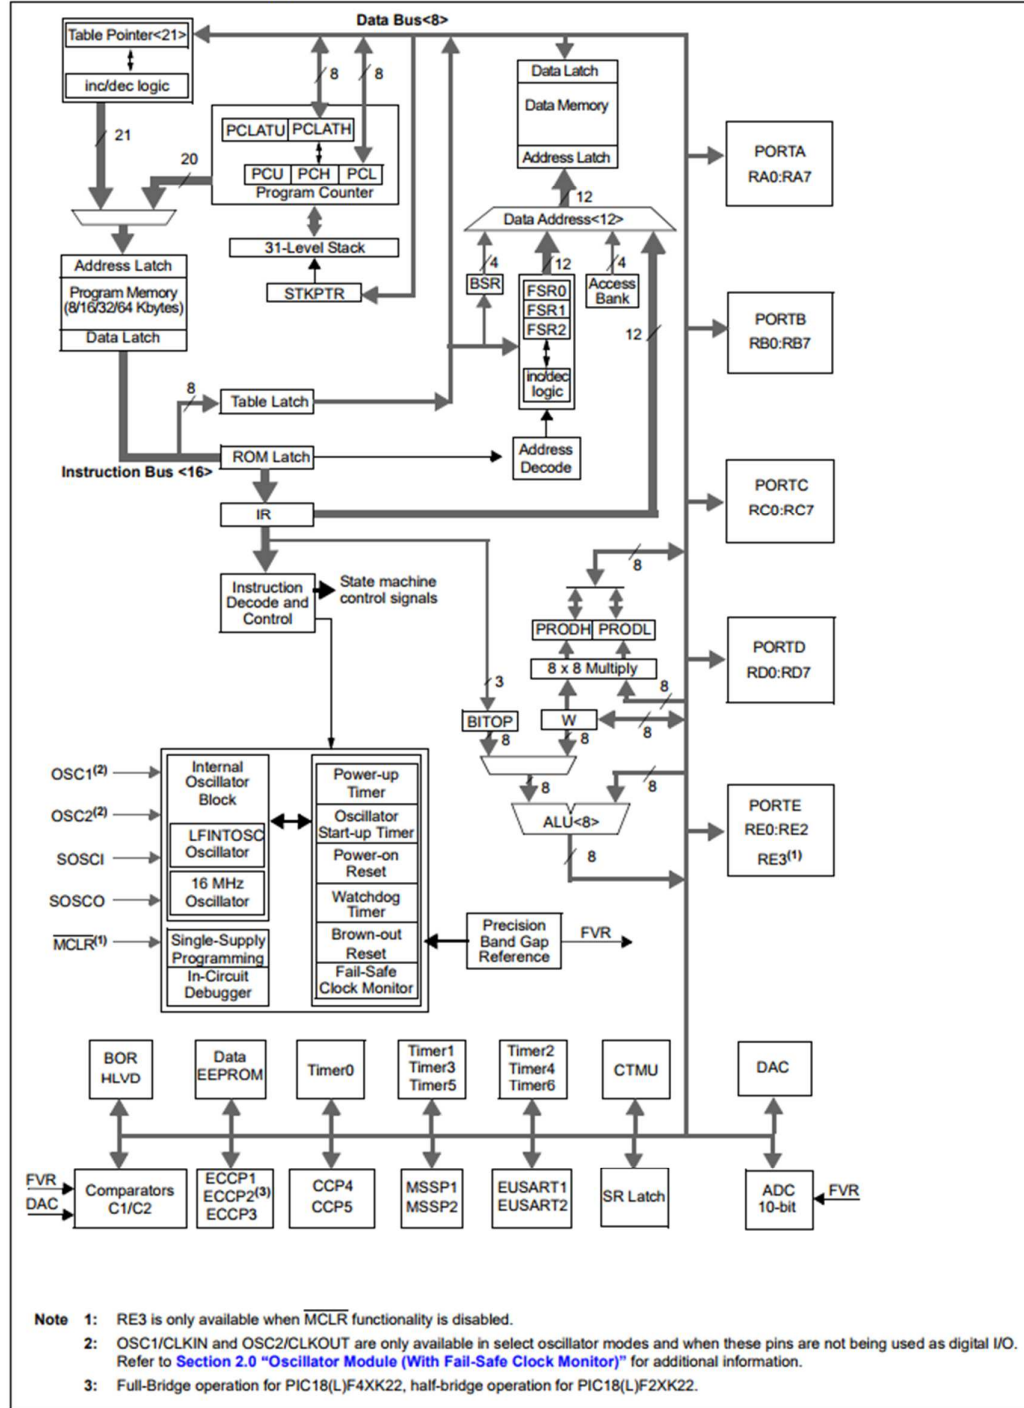 Data Bus<8>
Table Pointer<21>
inc/dec logic
21
20
8
8
PCLATU PCLATH
PCU PCH PCL
Program Counter
31-Level Stack
STKPTR
Data Latch
Data Memory
Address Latch
12
Data Address<12>
4
12
4
BSR
FSR0
FSR1
FSR2
inc/dec
logic
Access
Bank
12
Address
Decode
Address Latch
Program Memory
(8/16/32/64 Kbytes)
Data Latch
8
Table Latch
ROM Latch
Instruction Bus <16>
IR
Instruction
Decode and
Control
State machine
control signals
8
PRODH PRODL
8 x 8 Multiply
3
8
BITOP
W
8
8
8
8
8
ALU<8>
8
PORTA
RA0:RA7
PORTB
RB0:RB7
PORTC
RC0:RC7
PORTD
RD0:RD7
PORTE
RE0:RE2
RE3(1)
OSC1(2)
OSC2(2)
SOSCI
SOSCO
MCLR(1)
Internal
Oscillator
Block
LFINTOSC
Oscillator
16 MHz
Oscillator
Single-Supply
Programming
In-Circuit
Debugger
Power-up
Timer
Oscillator
Start-up Timer
Power-on
Reset
Watchdog
Timer
Brown-out
Reset
Fail-Safe
Clock Monitor
Precision
Band Gap
Reference
FVR
BOR
HLVD
Data
EEPROM
Timer0
Timer1
Timer3
Timer5
Timer2
Timer4
Timer6
CTMU
DAC
FVR
DAC
Comparators
C1/C2
ECCP1
ECCP2(3)
ECCP3
CCP4
CCP5
MSSP1
MSSP2
EUSART1
EUSART2
SR Latch
ADC
10-bit
FVR
Note 1: RE3 is only available when MCLR functionality is disabled.
2: OSC1/CLKIN and OSC2/CLKOUT are only available in select oscillator modes and when these pins are not being used as digital I/O.
Refer to Section 2.0 “Oscillator Module (With Fail-Safe Clock Monitor)” for additional information.
3: Full-Bridge operation for PIC18(L)F4XK22, half-bridge operation for PIC18(L)F2XK22.